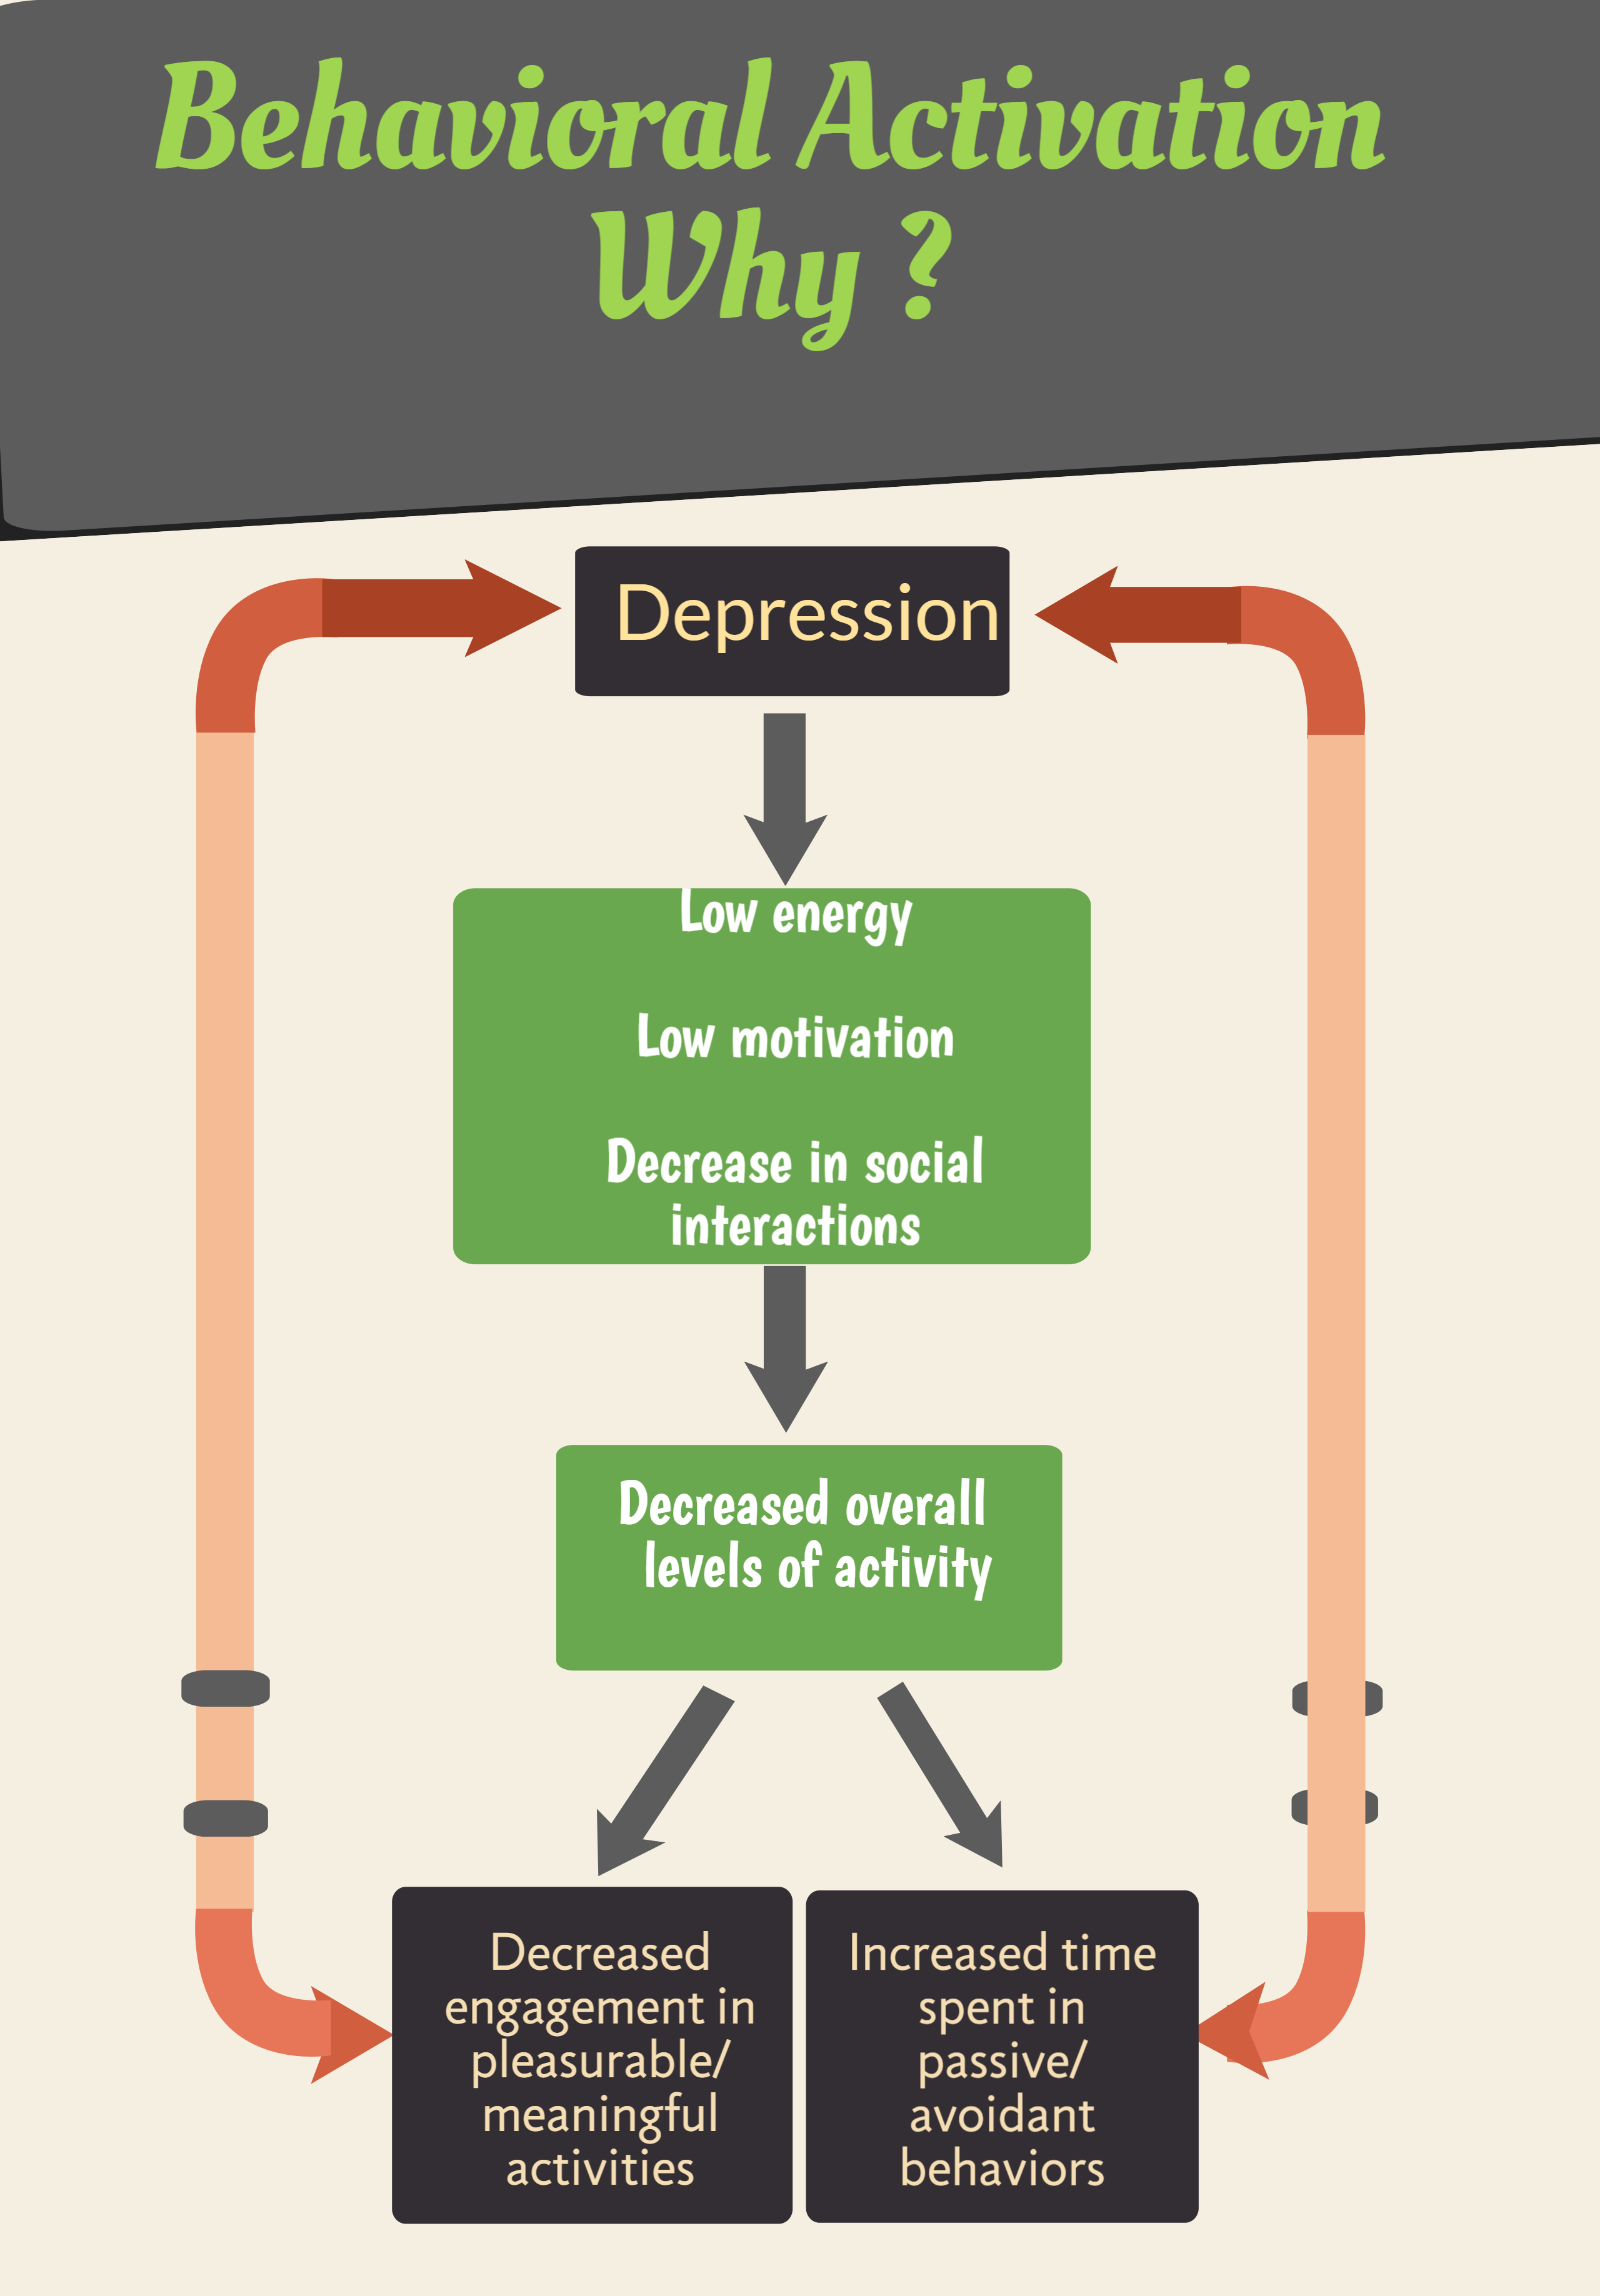 Behavioral Activation
Why ?
Depression
Low energy
Low motivation
Decrease in social
interactions
Decreased overall
levels of activity
Decreased
engagement in
pleasurable/
meaningful
activities
Increased time
spent in
passive/
avoidant
behaviors